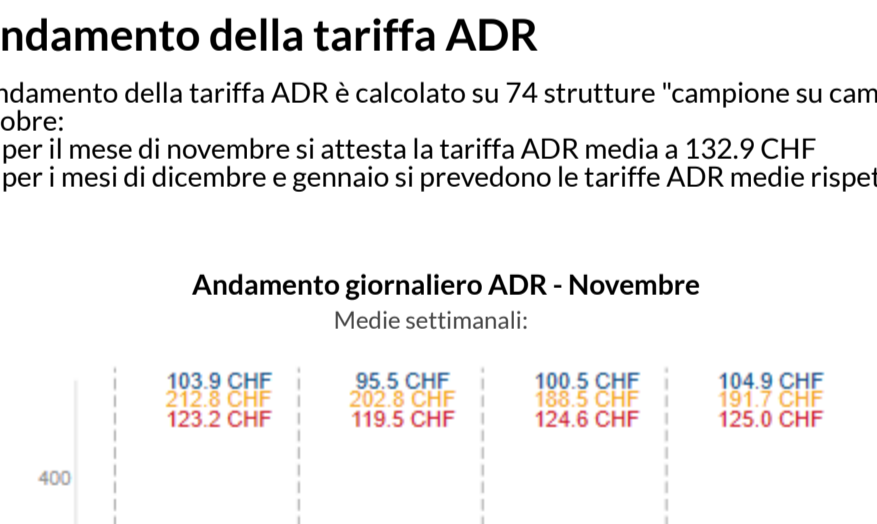 ndamento della tariffa ADR
ndamento della tariffa ADR è calcolato su 74 strutture "campione su cam
obre:
per il mese di novembre si attesta la tariffa ADR media a 132.9 CHF
per i mesi di dicembre e gennaio si prevedono le tariffe ADR medie rispet
Andamento giornaliero ADR - Novembre
Medie settimanali:
103.9 CHF 95.5 CHF 100.5 CHF 104.9 CHF
212.8 CHF 202.8 CHF 188.5 CHF 191.7 CHF
123.2 CHF 119.5 CHF 124.6 CHF 125.0 CHF
400